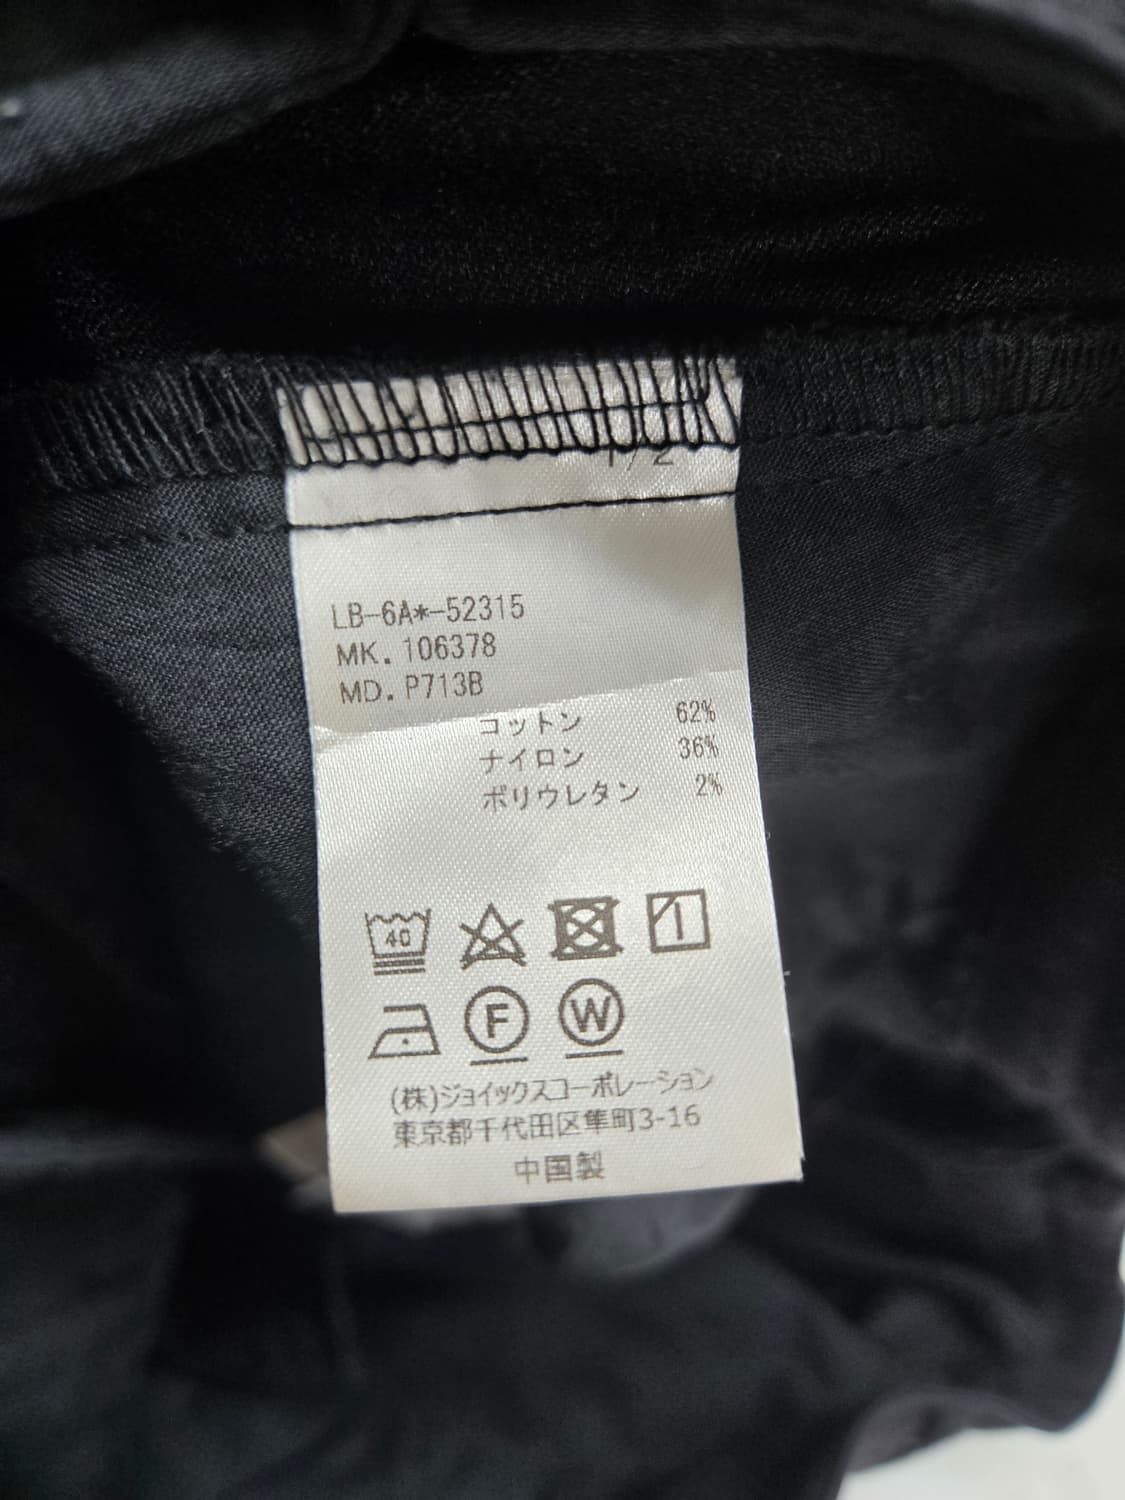 1/2
LB-6A*-52315
MK. 106378
MD. P713B
コットン 62%
ナイロン 36%
ポリウレタン 2%
40
F W
(株)ジョイックスコーポレーション
東京都千代田区隼町3-16
中国製